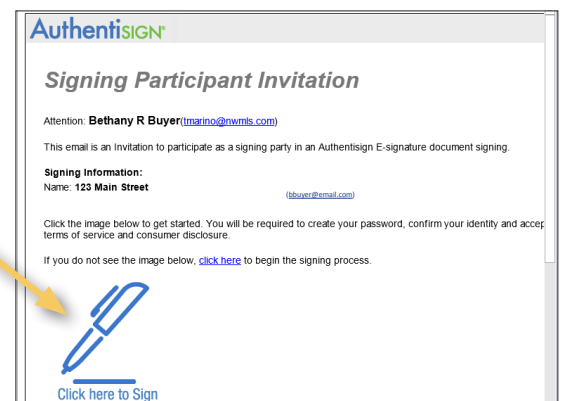 AuthentiSIGN®
Signing Participant Invitation
Attention: Bethany R Buyer(tmarino@nwmls.com)
This email is an Invitation to participate as a signing party in an Authentisign E-signature document signing.
Signing Information:
Name: 123 Main Street
(bbuyer@email.com)
Click the image below to get started. You will be required to create your password, confirm your identity and accep
terms of service and consumer disclosure.
If you do not see the image below, click here to begin the signing process.
Click here to Sign